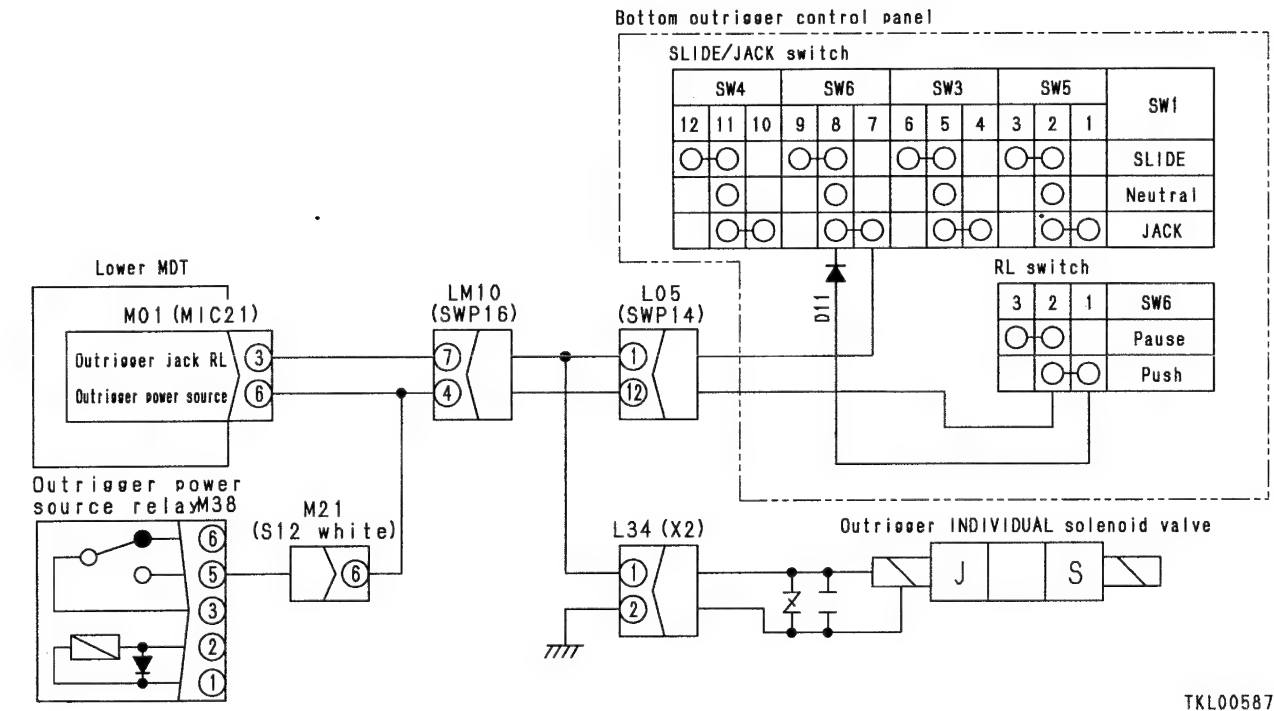 Bottom outrigger control panel
SLIDE/JACK switch
SW4 SW6 SW3 SW5 SW1
12 11 10 9 8 7 6 5 4 3 2 1
SLIDE
Neutral
JACK
RL switch
3 2 1 SW6
Pause
Push
D11
Lower MDT
M01 (MIC21)
Outrigger jack RL 3
Outrigger power source 6
LM10
(SWP16)
7
4
L05
(SWP14)
1
12
Outrigger power
source relay M38
6
5
3
2
1
M21
(S12 white)
6
L34 (X2)
1
2
Outrigger INDIVIDUAL solenoid valve
J S
TKL00587